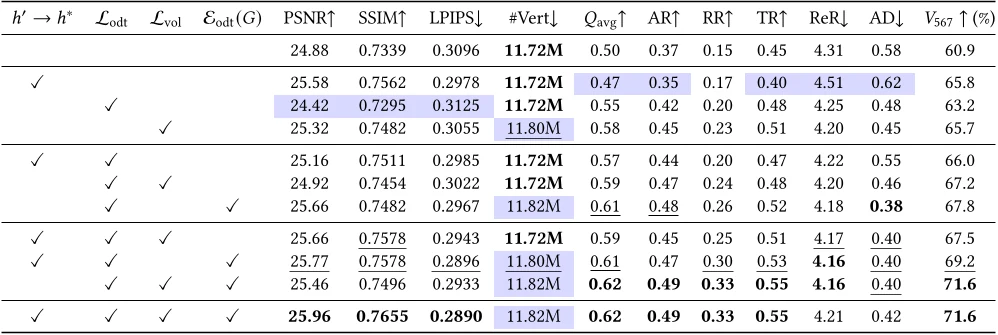 h′ → h* ℒodt ℒvol ℰodt(G) PSNR↑ SSIM↑ LPIPS↓ #Vert↓ Qavg↑ AR↑ RR↑ TR↑ ReR↓ AD↓ V567 ↑ (%)
24.88 0.7339 0.3096 11.72M 0.50 0.37 0.15 0.45 4.31 0.58 60.9
✓ 25.58 0.7562 0.2978 11.72M 0.47 0.35 0.17 0.40 4.51 0.62 65.8
✓ 24.42 0.7295 0.3125 11.72M 0.55 0.42 0.20 0.48 4.25 0.48 63.2
✓ 25.32 0.7482 0.3055 11.80M 0.58 0.45 0.23 0.51 4.20 0.45 65.7
✓ ✓ 25.16 0.7511 0.2985 11.72M 0.57 0.44 0.20 0.47 4.22 0.55 66.0
✓ ✓ 24.92 0.7454 0.3022 11.72M 0.59 0.47 0.24 0.48 4.20 0.46 67.2
✓ ✓ 25.66 0.7482 0.2967 11.82M 0.61 0.48 0.26 0.52 4.18 0.38 67.8
✓ ✓ ✓ 25.66 0.7578 0.2943 11.72M 0.59 0.45 0.25 0.51 4.17 0.40 67.5
✓ ✓ ✓ 25.77 0.7578 0.2896 11.80M 0.61 0.47 0.30 0.53 4.16 0.40 69.2
✓ ✓ ✓ 25.46 0.7496 0.2933 11.82M 0.62 0.49 0.33 0.55 4.16 0.40 71.6
✓ ✓ ✓ ✓ 25.96 0.7655 0.2890 11.82M 0.62 0.49 0.33 0.55 4.21 0.42 71.6